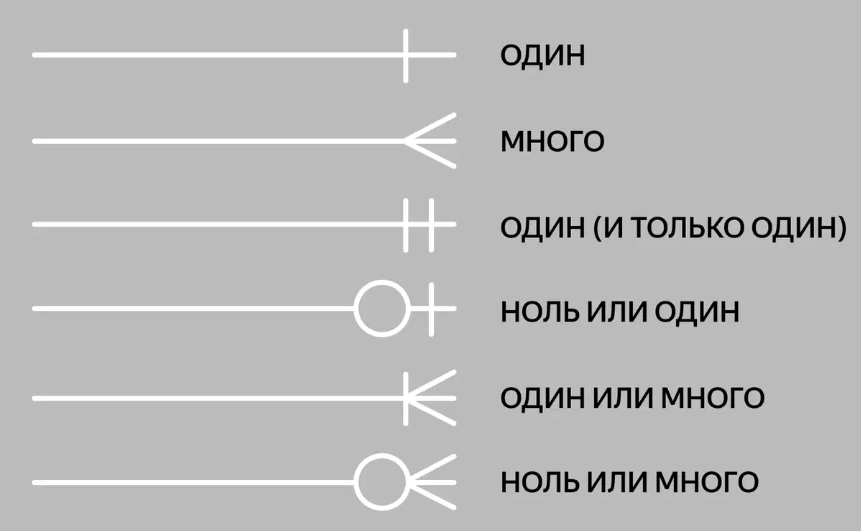 ОДИН
МНОГО
ОДИН (И ТОЛЬКО ОДИН)
НОЛЬ ИЛИ ОДИН
ОДИН ИЛИ МНОГО
НОЛЬ ИЛИ МНОГО